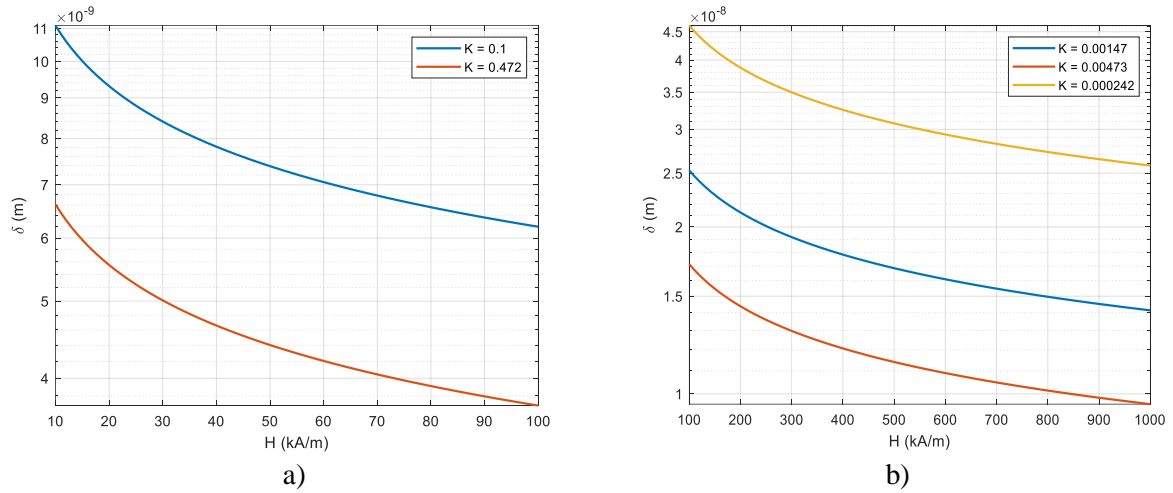 ×10⁻⁹
11
10
9
8
7
6
5
4
δ (m)
10 20 30 40 50 60 70 80 90 100
H (kA/m)
K = 0.1
K = 0.472
a)
×10⁻⁸
4.5
4
3.5
3
2.5
2
1.5
1
δ (m)
100 200 300 400 500 600 700 800 900 1000
H (kA/m)
K = 0.00147
K = 0.00473
K = 0.000242
b)